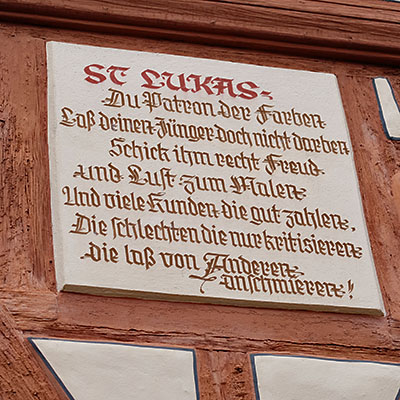 ST LUKAS-
Du Patron der Farben
Laß deinen Jünger doch nicht darben
Schick ihm recht Freud
und Lust zum Malen
Und viele Kunden die gut zahlen,
Die schlechten die nur kritisieren
die laß von Anderen
anschmieren!